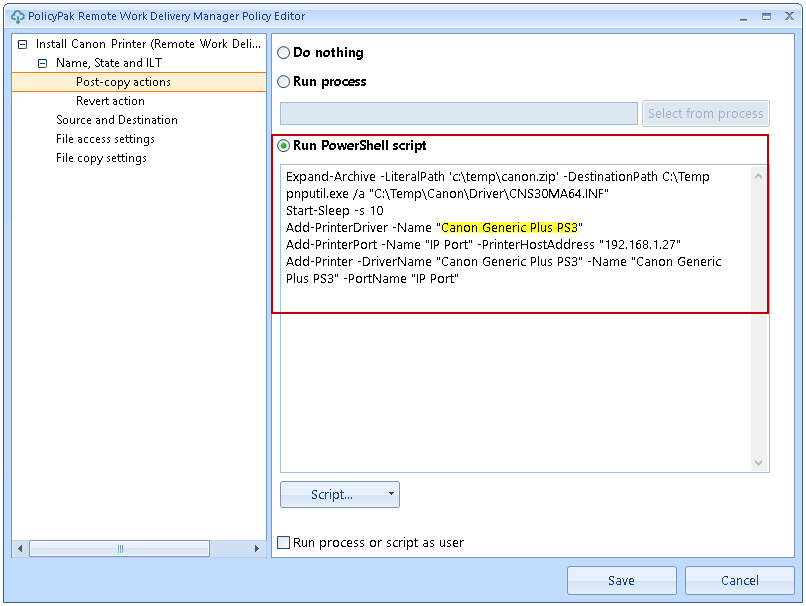 PolicyPak Remote Work Delivery Manager Policy Editor
Install Canon Printer (Remote Work Deli...
Name, State and ILT
Post-copy actions
Revert action
Source and Destination
File access settings
File copy settings
Do nothing
Run process
Select from process
Run PowerShell script
Expand-Archive -LiteralPath 'c:\temp\canon.zip' -DestinationPath C:\Temp
pnputil.exe /a "C:\Temp\Canon\Driver\CNS30MA64.INF"
Start-Sleep -s 10
Add-PrinterDriver -Name "Canon Generic Plus PS3"
Add-PrinterPort -Name "IP Port" -PrinterHostAddress "192.168.1.27"
Add-Printer -DriverName "Canon Generic Plus PS3" -Name "Canon Generic
Plus PS3" -PortName "IP Port"
Script...
Run process or script as user
Save
Cancel